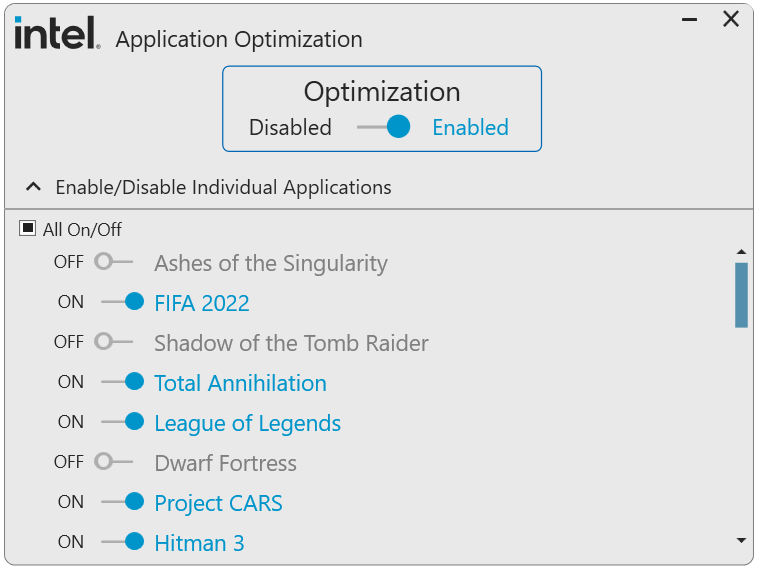 intel. Application Optimization
Optimization
Disabled Enabled
Enable/Disable Individual Applications
All On/Off
OFF Ashes of the Singularity
ON FIFA 2022
OFF Shadow of the Tomb Raider
ON Total Annihilation
ON League of Legends
OFF Dwarf Fortress
ON Project CARS
ON Hitman 3